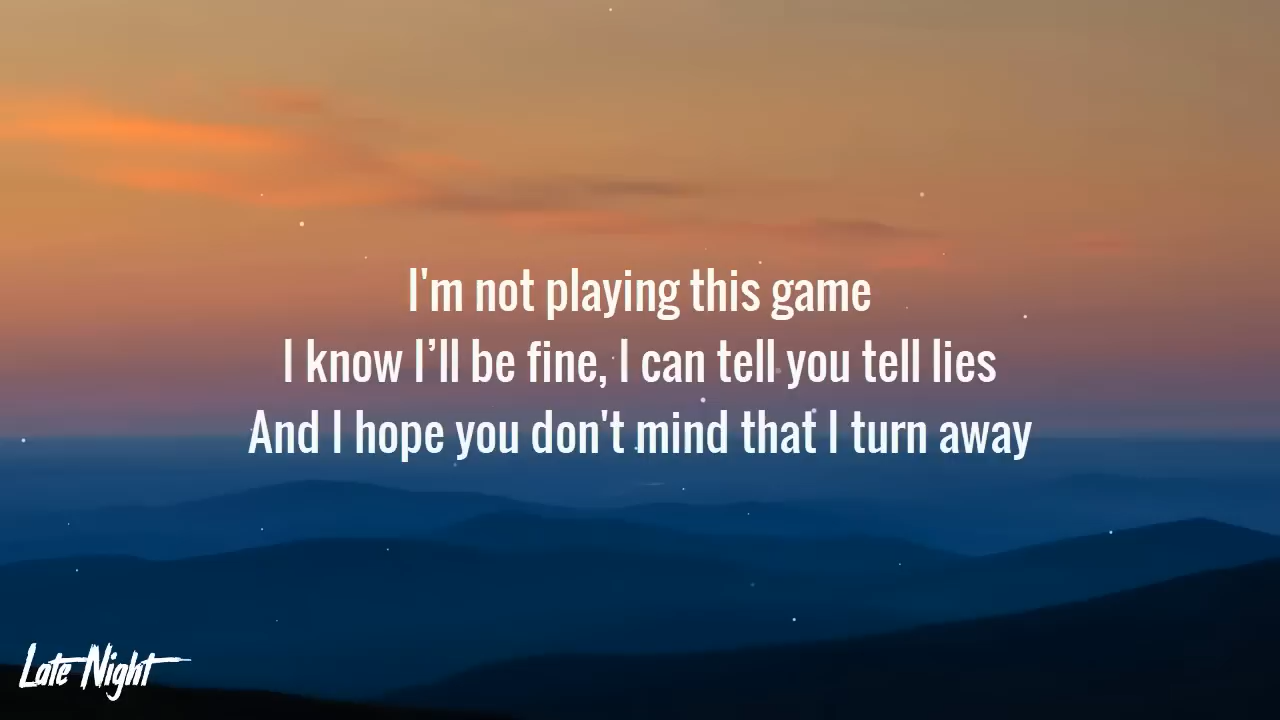 I'm not playing this game
I know I’ll be fine, I can tell you tell lies
And I hope you don't mind that I turn away
Late Night